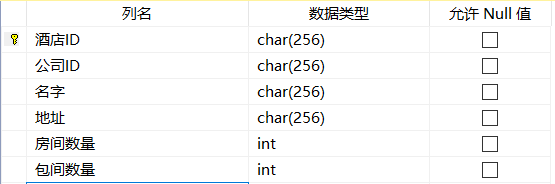 列名 数据类型 允许 Null 值
酒店ID char(256)
公司ID char(256)
名字 char(256)
地址 char(256)
房间数量 int
包间数量 int